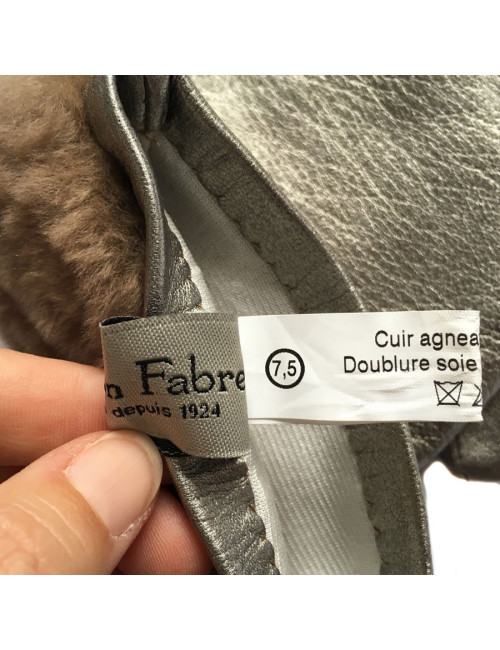 n Fabre
depuis 1924
7,5
Cuir agnea
Doublure soie